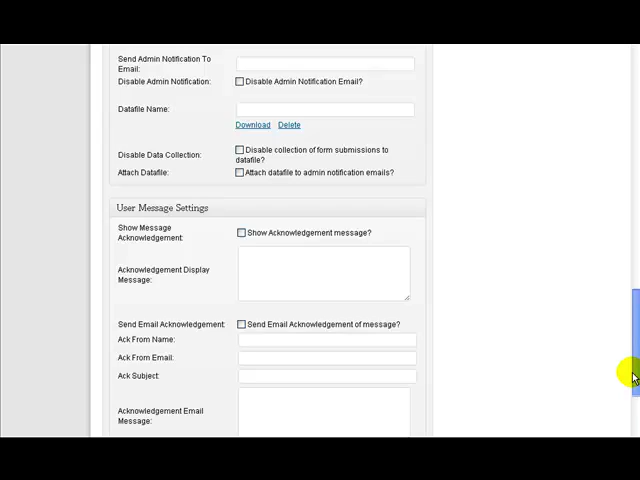 Send Admin Notification To
Email:
Disable Admin Notification: Disable Admin Notification Email?
Datafile Name:
Download Delete
Disable Data Collection: Disable collection of form submissions to
datafile?
Attach Datafile: Attach datafile to admin notification emails?
User Message Settings
Show Message
Acknowledgement: Show Acknowledgement message?
Acknowledgement Display
Message:
Send Email Acknowledgement: Send Email Acknowledgement of message?
Ack From Name:
Ack From Email:
Ack Subject:
Acknowledgement Email
Message: